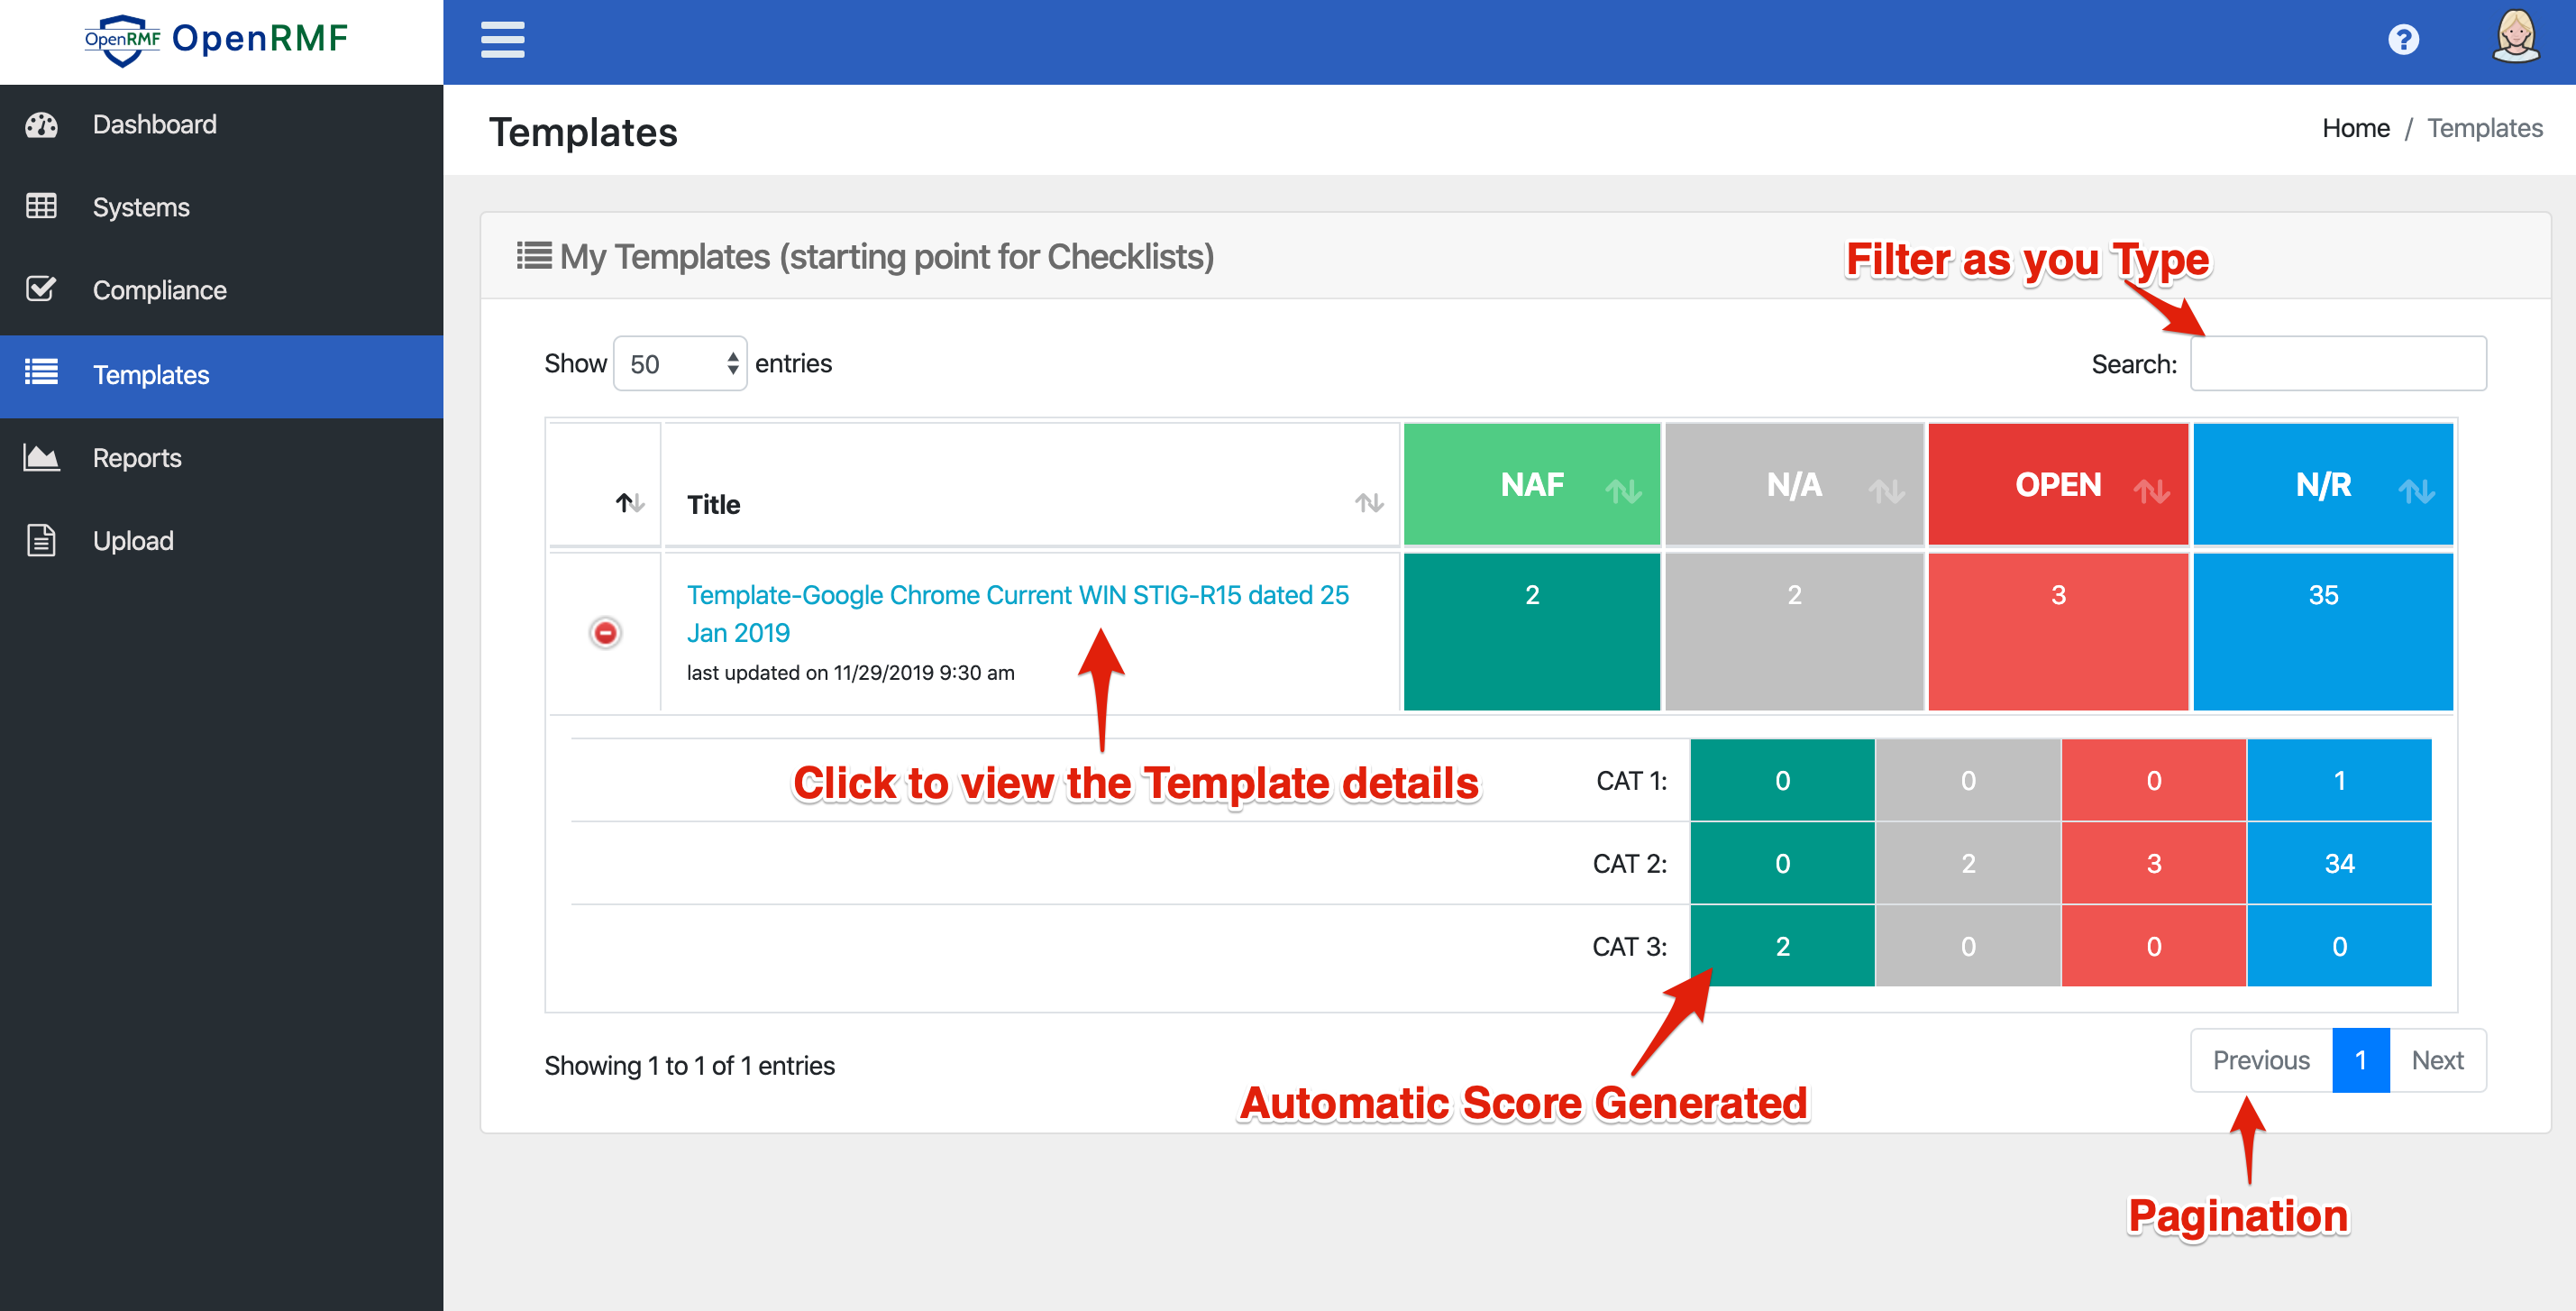 OpenRMF OpenRMF
Dashboard
Systems
Compliance
Templates
Reports
Upload
Templates
Home / Templates
My Templates (starting point for Checklists)
Filter as you Type
Show 50 entries
Search:
Title NAF N/A OPEN N/R
Template-Google Chrome Current WIN STIG-R15 dated 25 2 2 3 35
Jan 2019
last updated on 11/29/2019 9:30 am
Click to view the Template details
CAT 1: 0 0 0 1
CAT 2: 0 2 3 34
CAT 3: 2 0 0 0
Showing 1 to 1 of 1 entries
Previous 1 Next
Automatic Score Generated
Pagination